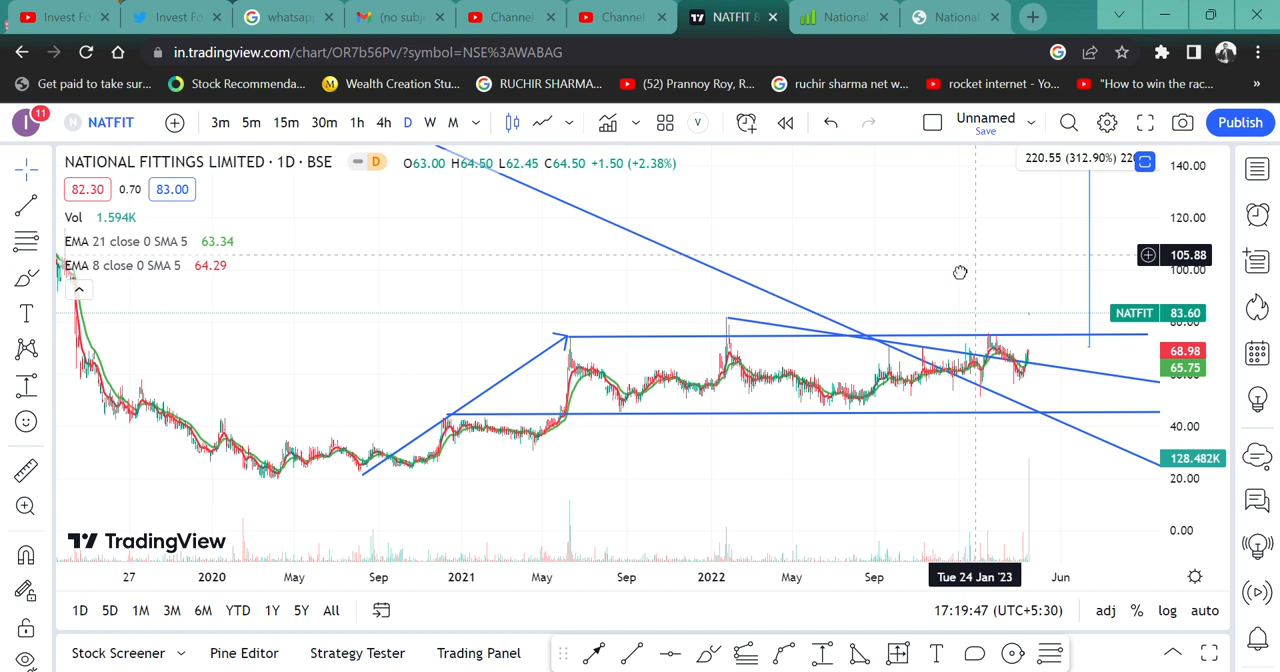 Invest Fo
Invest Fo
whatsap
(no subj
Channel
Channel
NATFIT 8
National
National
in.tradingview.com/chart/OR7b56Pv/?symbol=NSE%3AWABAG
Get paid to take sur...
Stock Recommenda...
Wealth Creation Stu...
RUCHIR SHARMA...
(52) Prannoy Roy, R...
ruchir sharma net w...
rocket internet - Yo...
"How to win the rac...
»
I
11
N NATFIT
3m 5m 15m 30m 1h 4h D W M
V
Unnamed
Save
Publish
NATIONAL FITTINGS LIMITED · 1D · BSE
D
O63.00 H64.50 L62.45 C64.50 +1.50 (+2.38%)
220.55 (312.90%) 22
82.30 0.70 83.00
Vol 1.594K
EMA 21 close 0 SMA 5 63.34
EMA 8 close 0 SMA 5 64.29
140.00
120.00
105.88
100.00
NATFIT 83.60
80.00
68.98
65.75
40.00
128.482K
20.00
0.00
TradingView
27 2020 May Sep 2021 May Sep 2022 May Sep Tue 24 Jan '23 Jun
1D 5D 1M 3M 6M YTD 1Y 5Y All
17:19:47 (UTC+5:30) adj % log auto
Stock Screener Pine Editor Strategy Tester Trading Panel